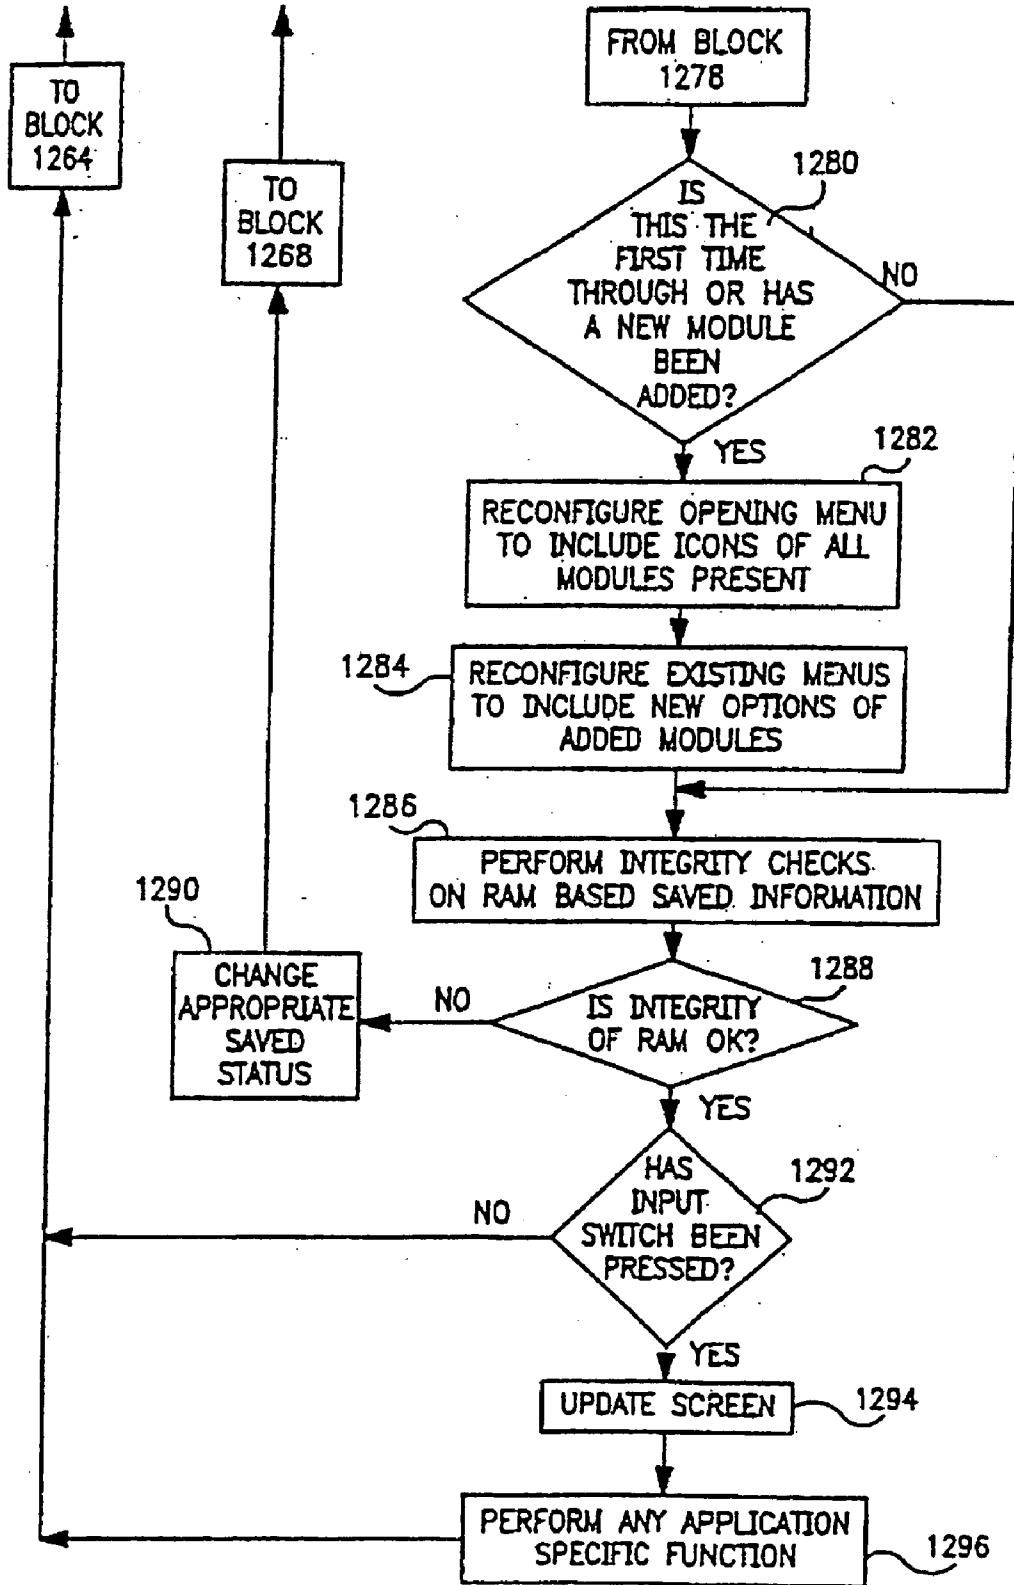 TO
BLOCK
1264
TO
BLOCK
1268
FROM BLOCK
1278
1280
IS
THIS THE
FIRST TIME
THROUGH OR HAS
A NEW MODULE
BEEN
ADDED?
NO
YES
1282
RECONFIGURE OPENING MENU
TO INCLUDE ICONS OF ALL
MODULES PRESENT
1284
RECONFIGURE EXISTING MENUS
TO INCLUDE NEW OPTIONS OF
ADDED MODULES
1286
PERFORM INTEGRITY CHECKS
ON RAM BASED SAVED INFORMATION
1290
CHANGE
APPROPRIATE
SAVED
STATUS
NO
1288
IS INTEGRITY
OF RAM OK?
YES
1292
HAS
INPUT
SWITCH BEEN
PRESSED?
NO
YES
UPDATE SCREEN
1294
PERFORM ANY APPLICATION
SPECIFIC FUNCTION
1296